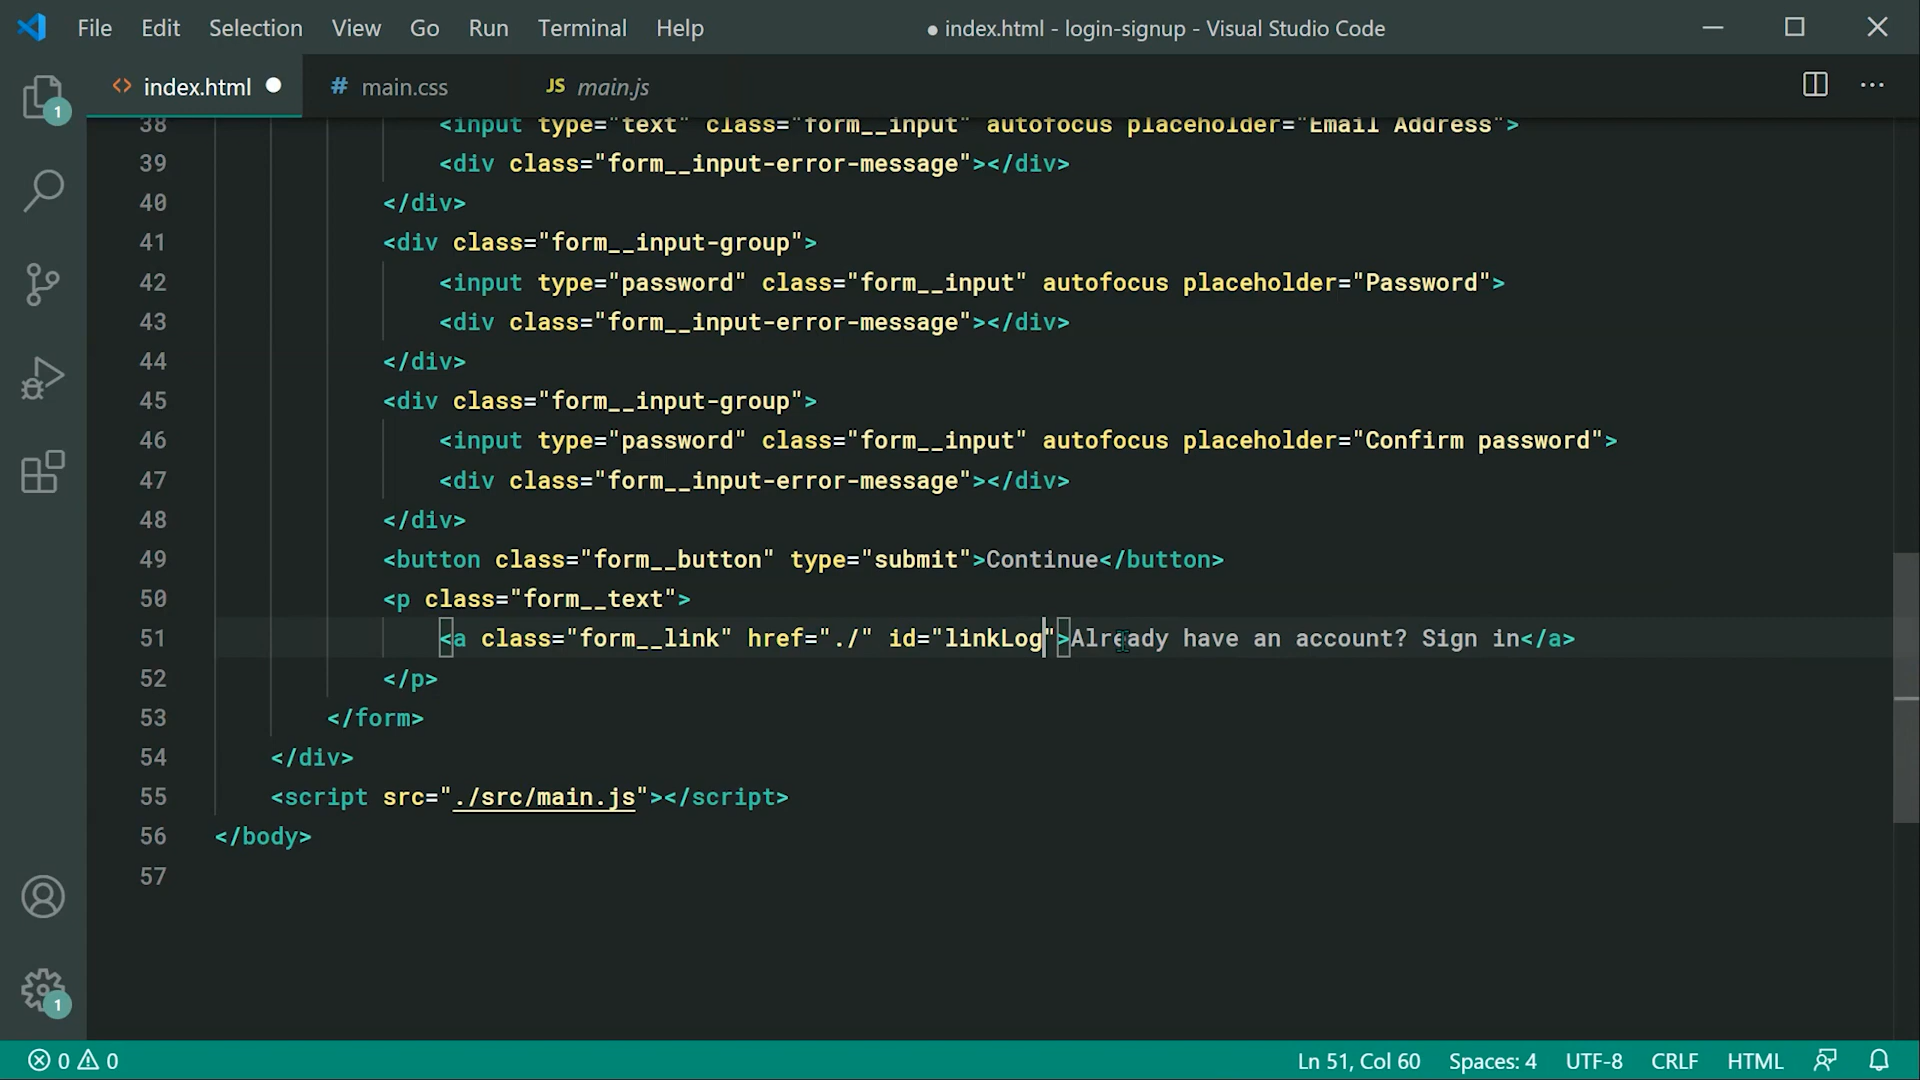 File Edit Selection View Go Run Terminal Help ● index.html - login-signup - Visual Studio Code
<> index.html # main.css JS main.js ...
1
38 <input type="text" class="form__input" autofocus placeholder="Email Address">
39 <div class="form__input-error-message"></div>
40 </div>
41 <div class="form__input-group">
42 <input type="password" class="form__input" autofocus placeholder="Password">
43 <div class="form__input-error-message"></div>
44 </div>
45 <div class="form__input-group">
46 <input type="password" class="form__input" autofocus placeholder="Confirm password">
47 <div class="form__input-error-message"></div>
48 </div>
49 <button class="form__button" type="submit">Continue</button>
50 <p class="form__text">
51 <a class="form__link" href="./" id="linkLog">Already have an account? Sign in</a>
52 </p>
53 </form>
54 </div>
55 <script src="./src/main.js"></script>
56 </body>
57
1
0 0 Ln 51, Col 60 Spaces: 4 UTF-8 CRLF HTML